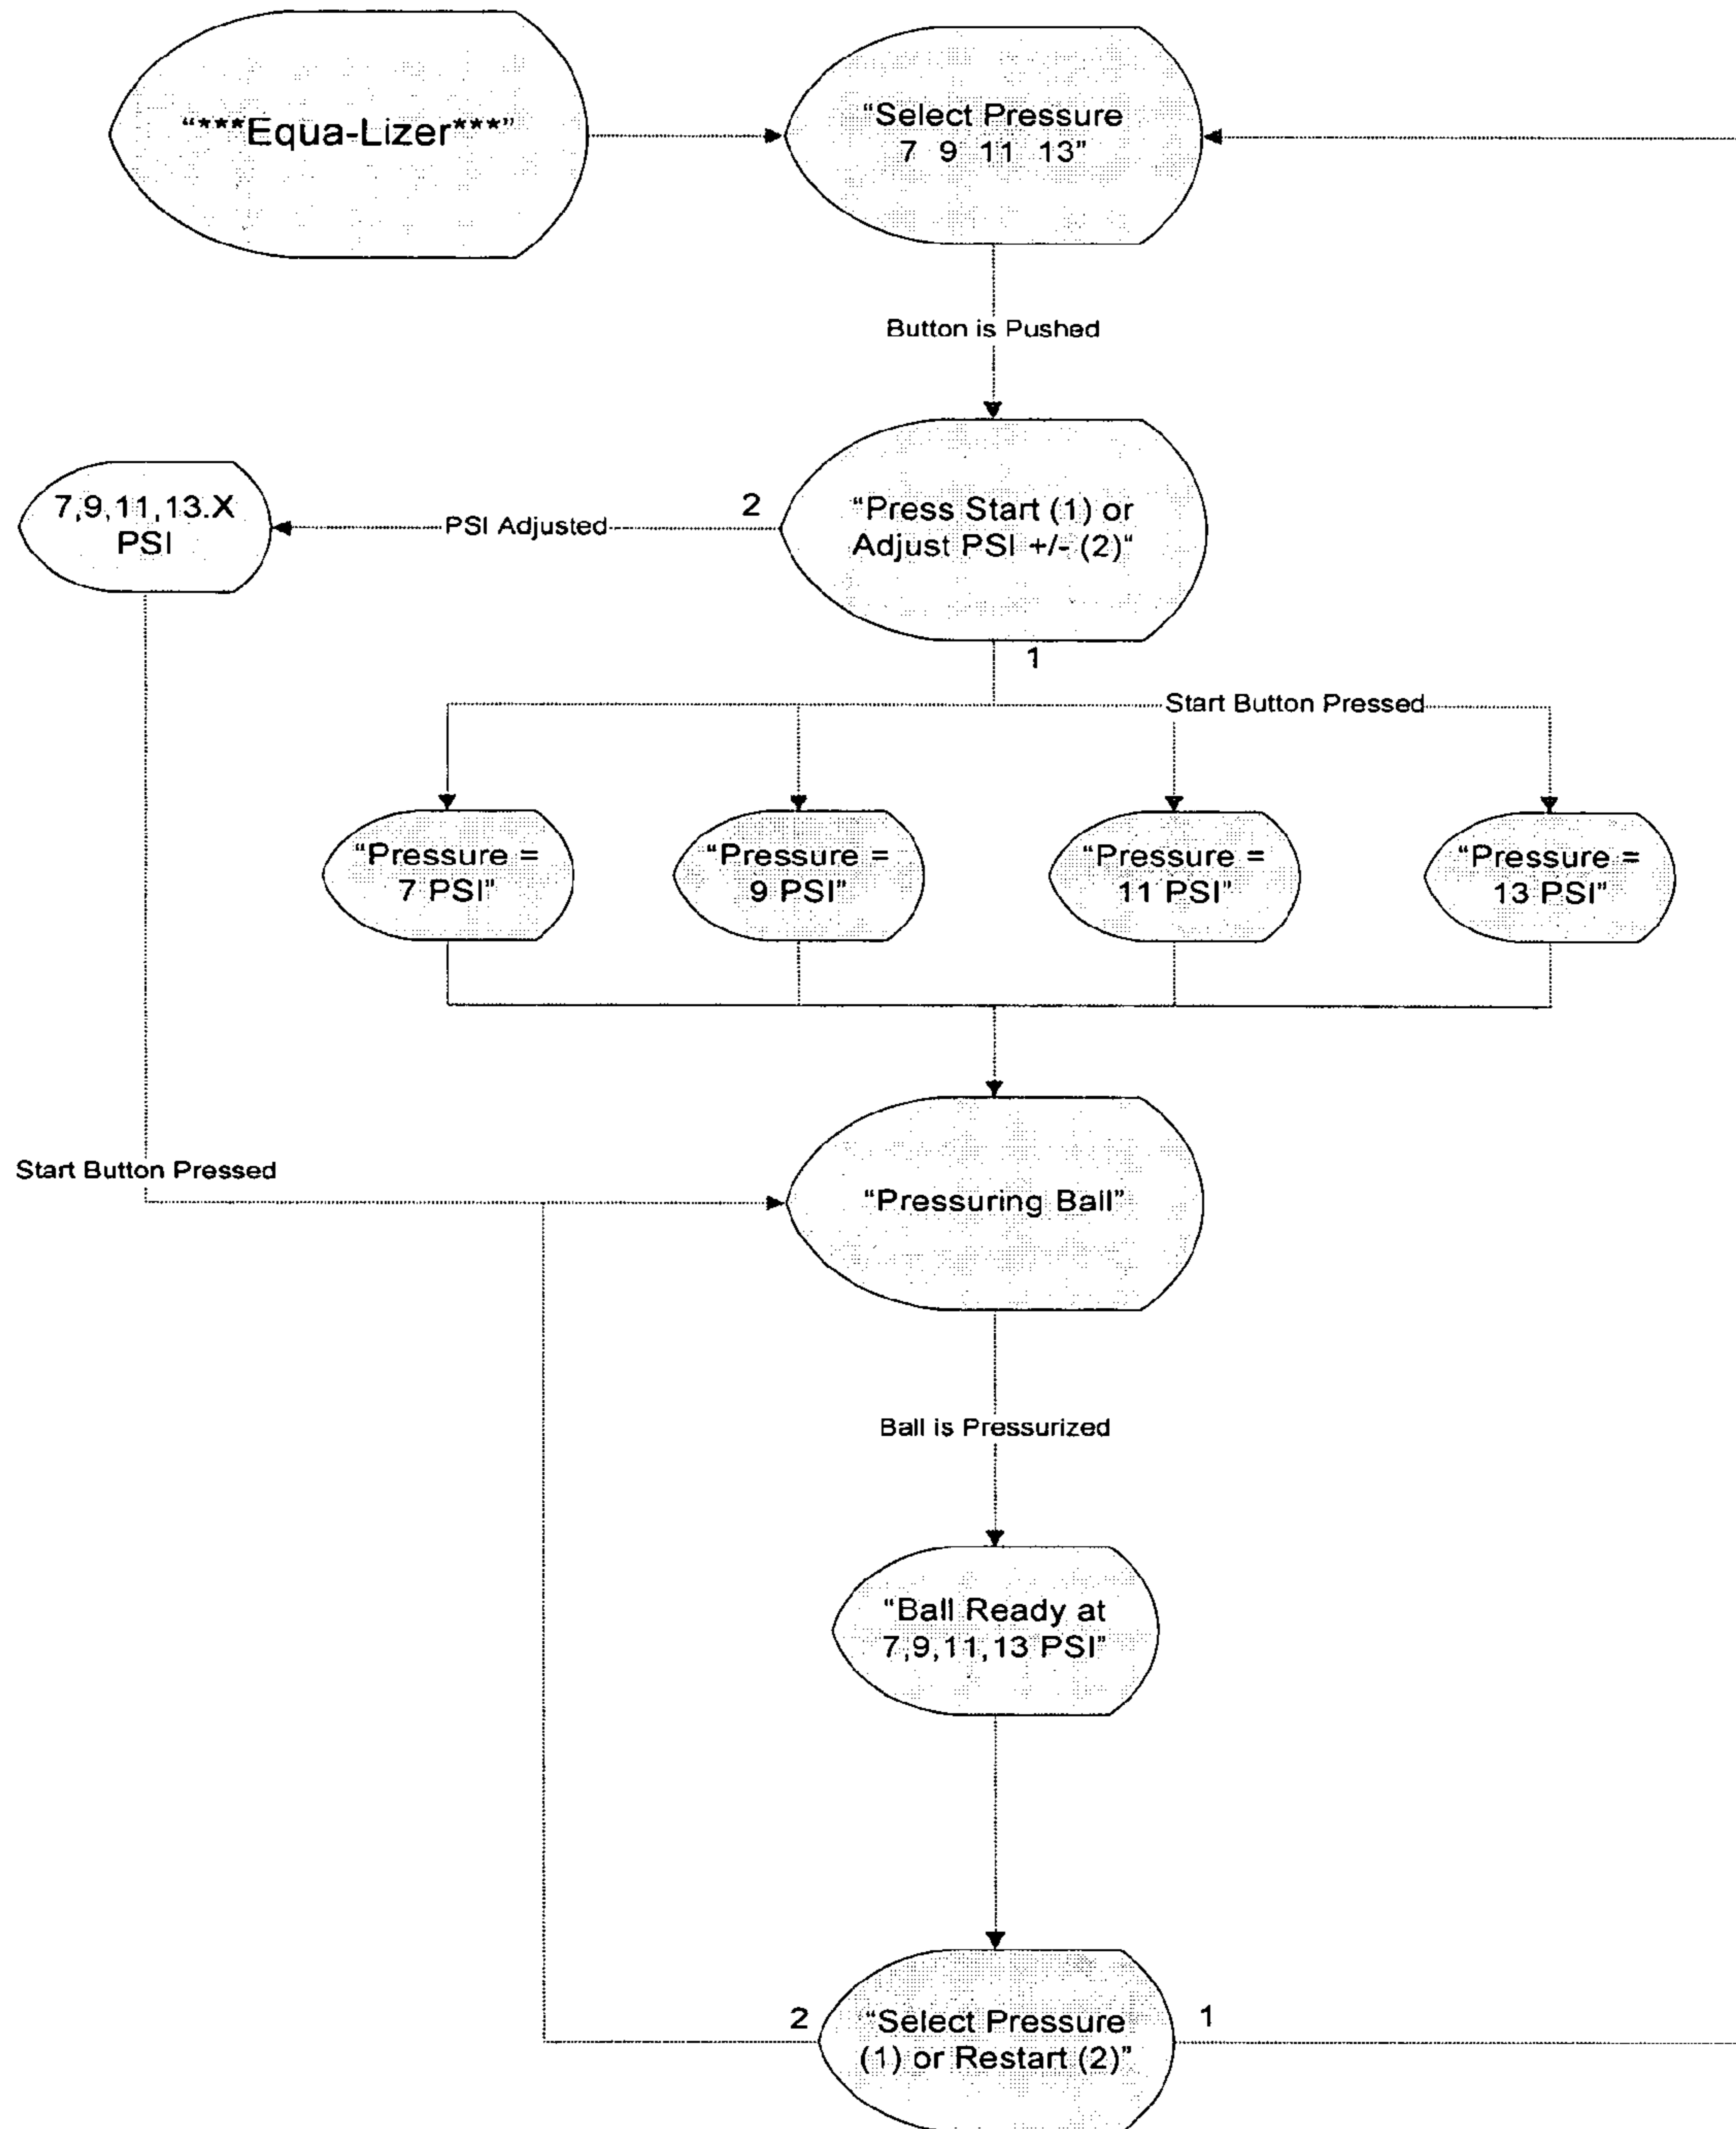 “***Equa-Lizer***”
“Select Pressure
7 9 11 13”
Button is Pushed
“Press Start (1) or
Adjust PSI +/- (2)“
2
PSI Adjusted
7,9,11,13.X
PSI
1
Start Button Pressed
“Pressure =
7 PSI”
“Pressure =
9 PSI”
“Pressure =
11 PSI”
“Pressure =
13 PSI”
Start Button Pressed
“Pressuring Ball”
Ball is Pressurized
“Ball Ready at
7,9,11,13 PSI”
2
“Select Pressure
(1) or Restart (2)”
1